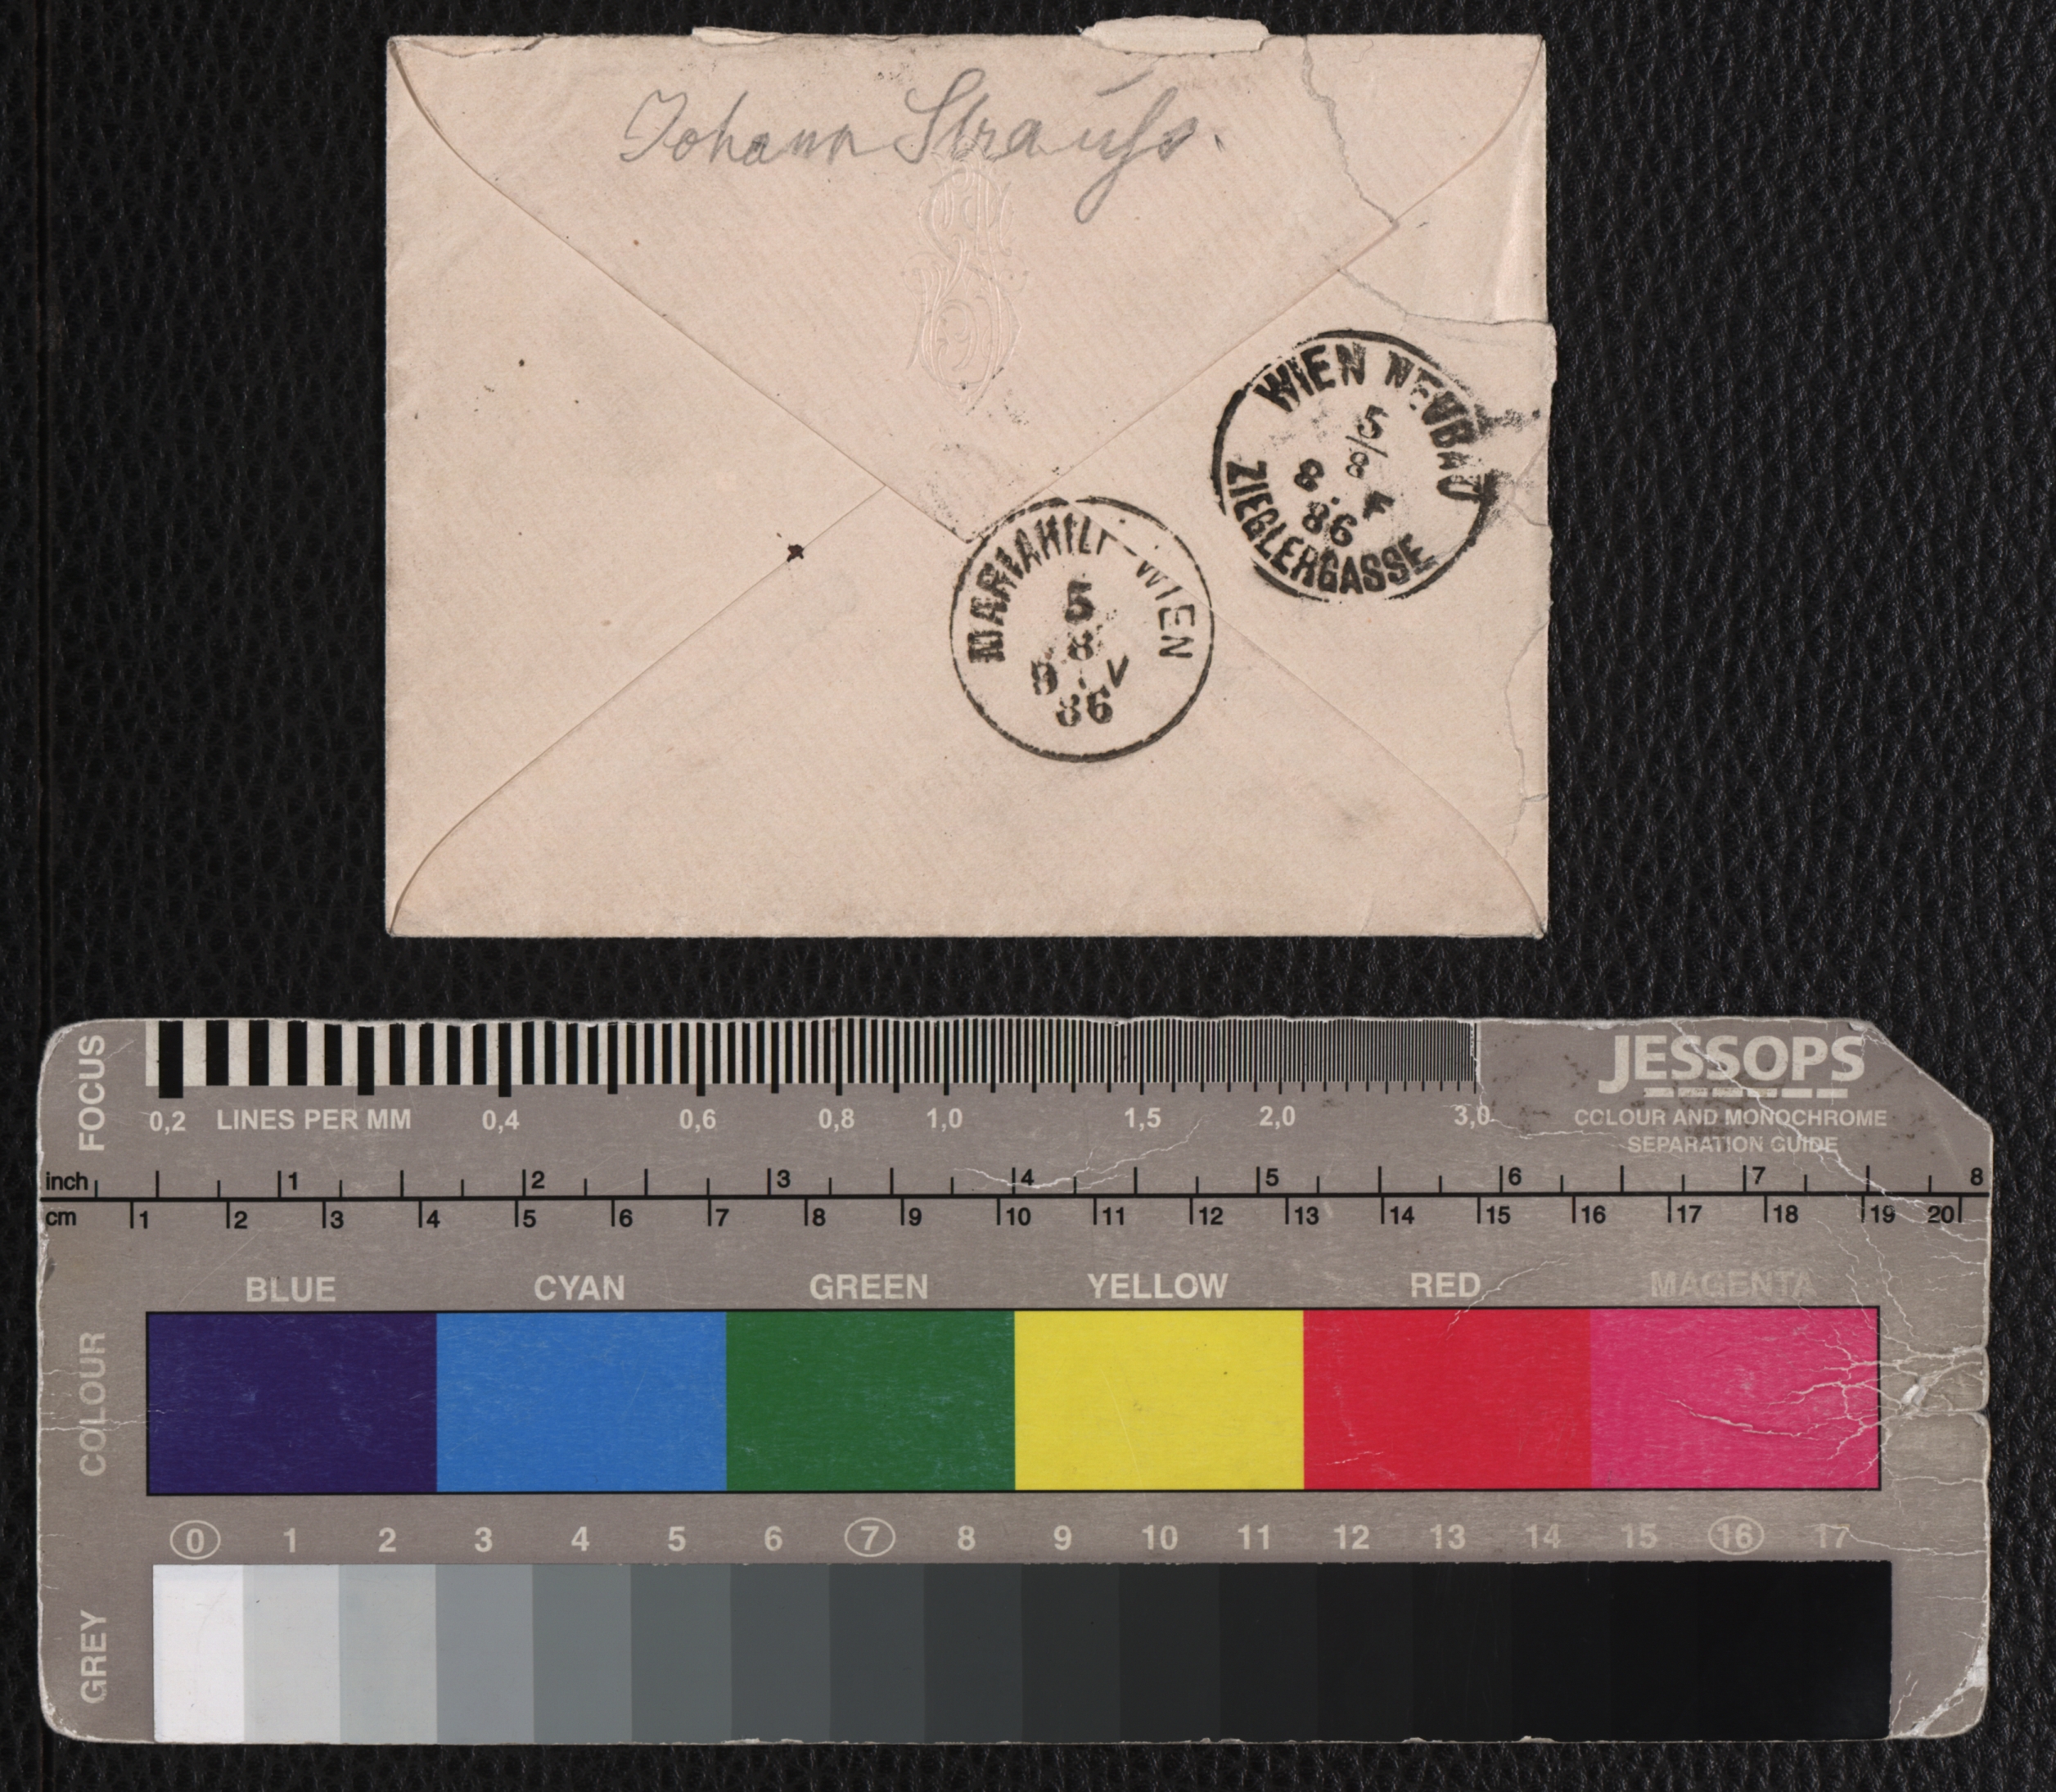 Johann Strauß.
WIEN NEUBAU
5/8
8. F
86
ZIEGLERGASSE
MARIAHILF-WIEN
5
8
9. V
86
FOCUS
JESSOPS
COLOUR AND MONOCHROME
SEPARATION GUIDE
0,2 LINES PER MM 0,4 0,6 0,8 1,0 1,5 2,0 3,0
inch 1 2 3 4 5 6 7 8
cm 1 2 3 4 5 6 7 8 9 10 11 12 13 14 15 16 17 18 19 20
COLOUR
BLUE CYAN GREEN YELLOW RED MAGENTA
GREY
0 1 2 3 4 5 6 7 8 9 10 11 12 13 14 15 16 17